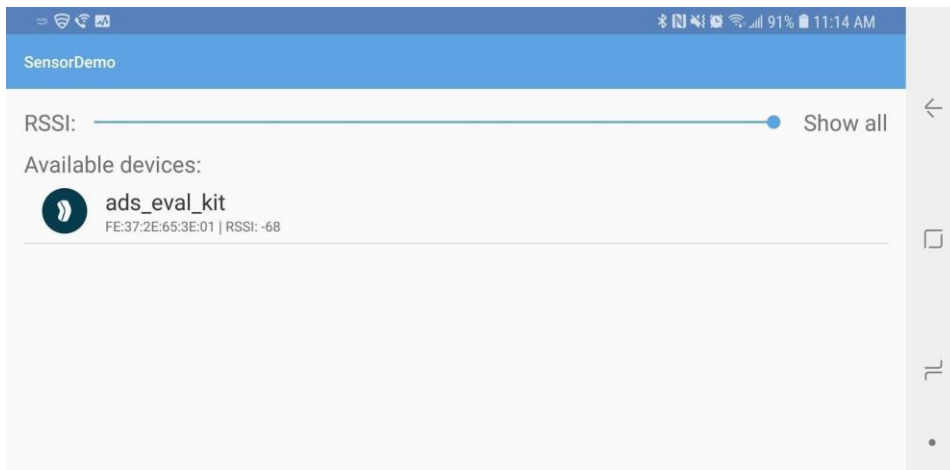 91% 11:14 AM
SensorDemo
RSSI: Show all
Available devices:
ads_eval_kit
FE:37:2E:65:3E:01 | RSSI: -68